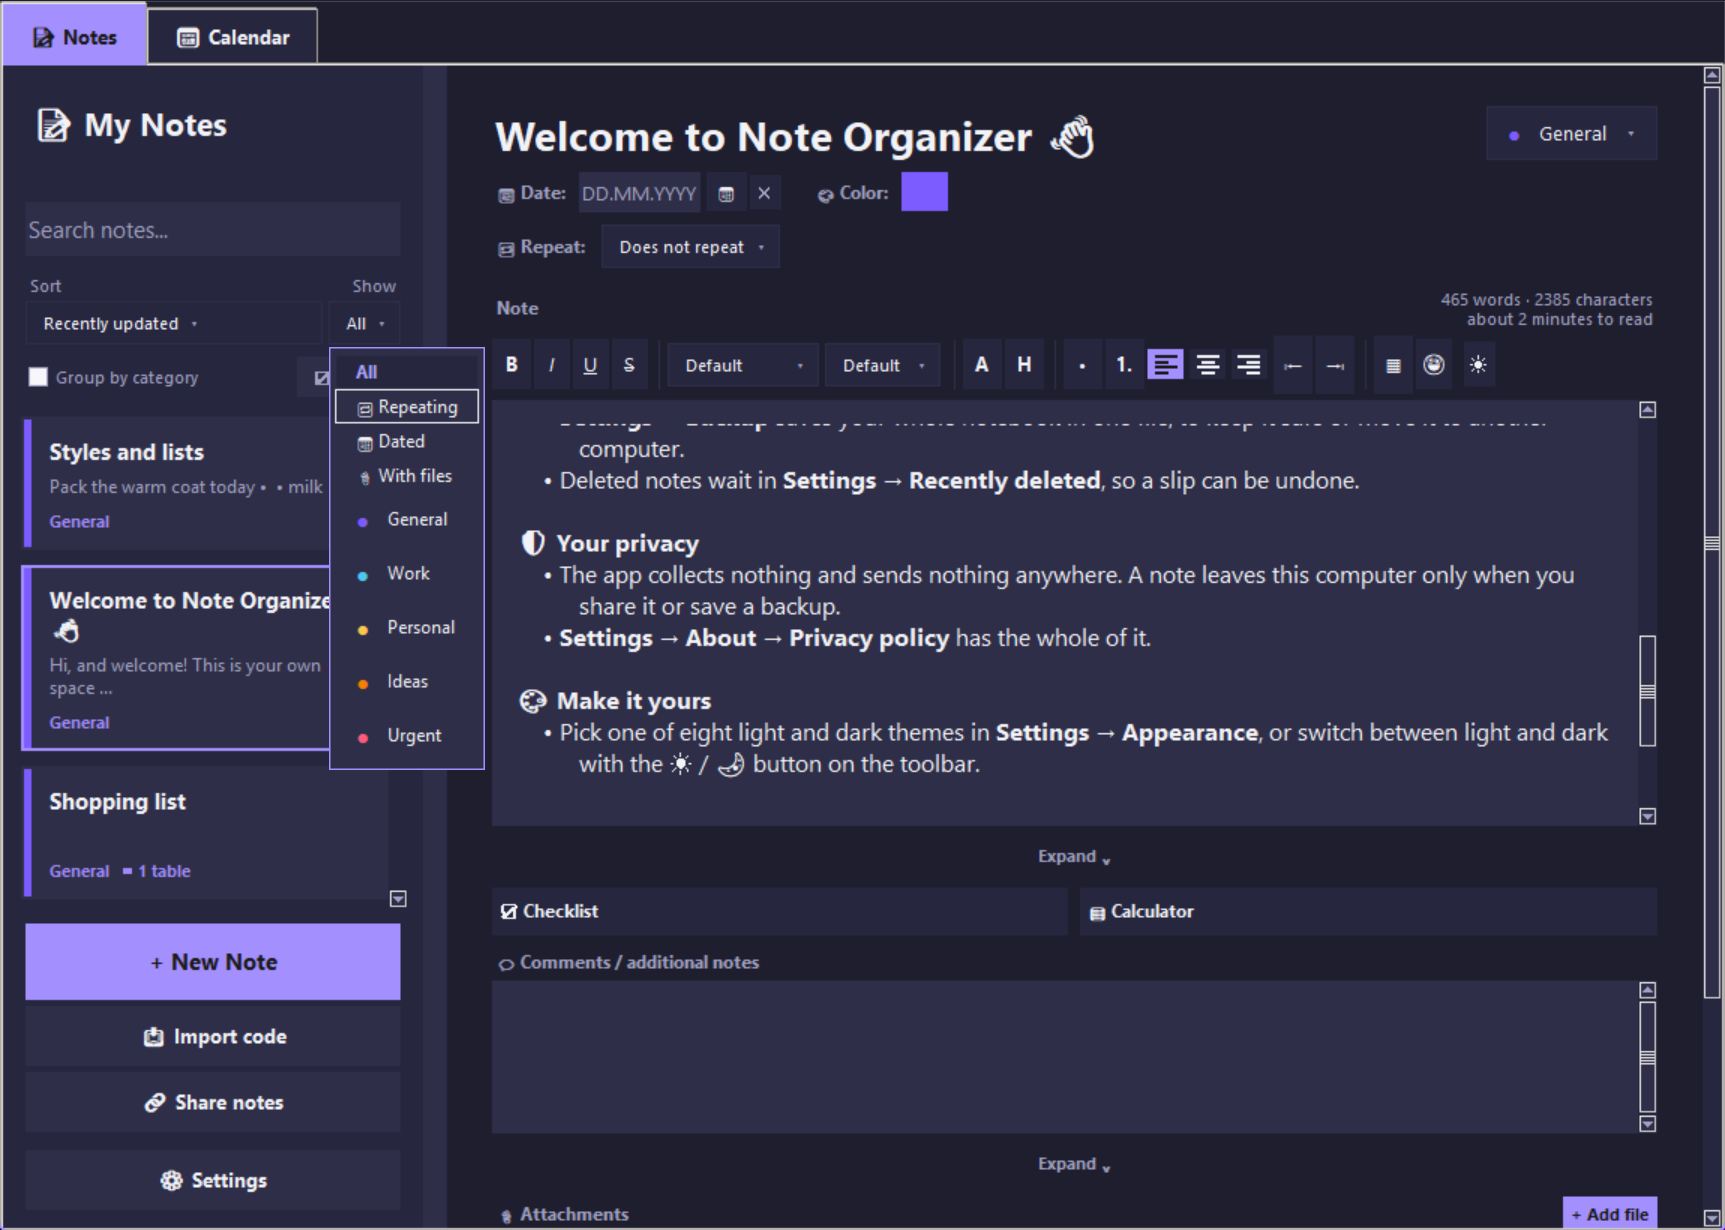 Notes
Calendar
My Notes
Search notes...
Sort
Show
Recently updated
All
Group by category
All
Repeating
Dated
With files
General
Work
Personal
Ideas
Urgent
Styles and lists
Pack the warm coat today • • milk
General
Welcome to Note Organize
Hi, and welcome! This is your own
space ...
General
Shopping list
General 1 table
+ New Note
Import code
Share notes
Settings
Welcome to Note Organizer
General
Date: DD.MM.YYYY
Color:
Repeat: Does not repeat
Note
465 words · 2385 characters
about 2 minutes to read
B I U S Default Default A H • 1.
computer.
• Deleted notes wait in Settings → Recently deleted, so a slip can be undone.
Your privacy
• The app collects nothing and sends nothing anywhere. A note leaves this computer only when you
share it or save a backup.
• Settings → About → Privacy policy has the whole of it.
Make it yours
• Pick one of eight light and dark themes in Settings → Appearance, or switch between light and dark
with the ☀ / 🌙 button on the toolbar.
Expand
Checklist
Calculator
Comments / additional notes
Expand
Attachments
+ Add file